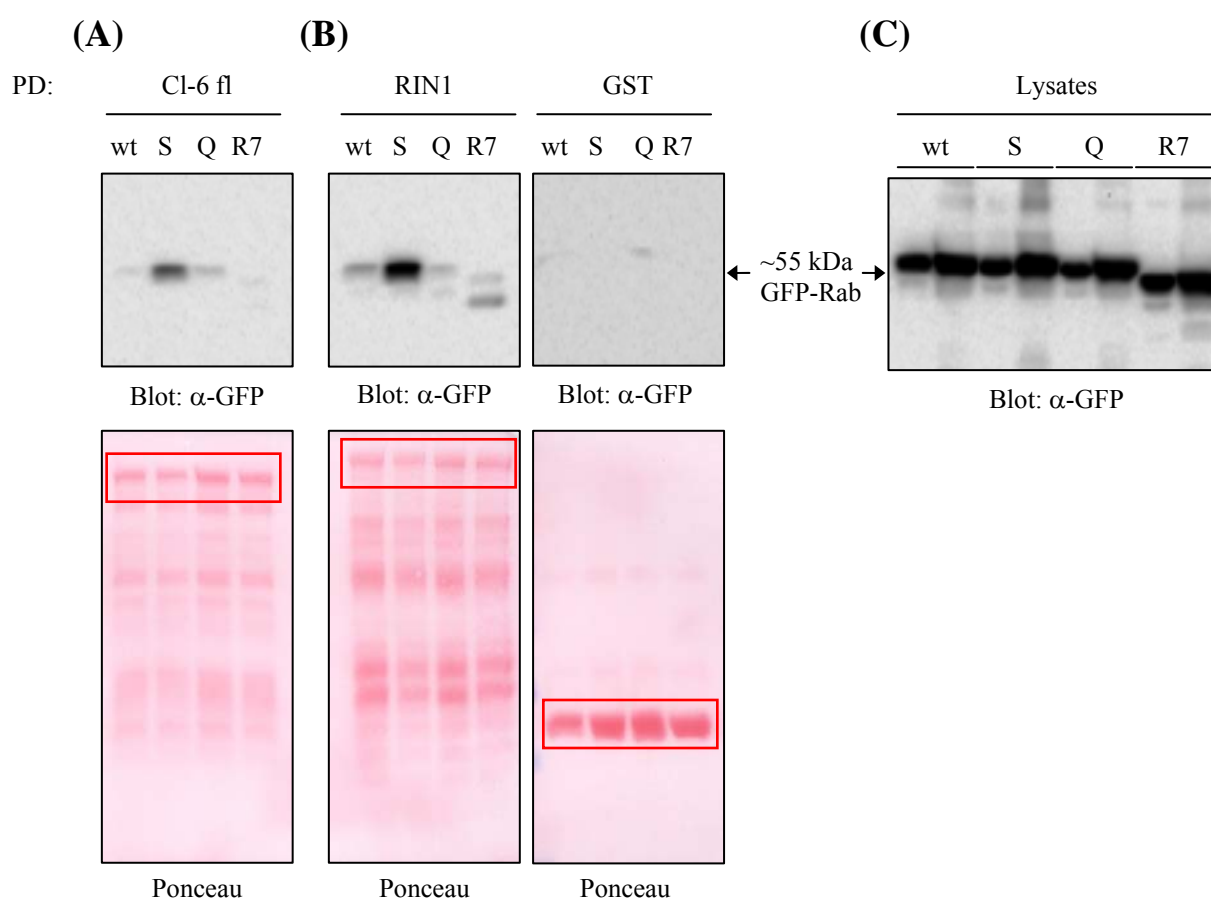 (A) (B) (C)
PD: Cl-6 fl RIN1 GST Lysates
wt S Q R7 wt S Q R7 wt S Q R7 wt S Q R7
~55 kDa
GFP-Rab
Blot: α-GFP Blot: α-GFP Blot: α-GFP Blot: α-GFP
Ponceau Ponceau Ponceau